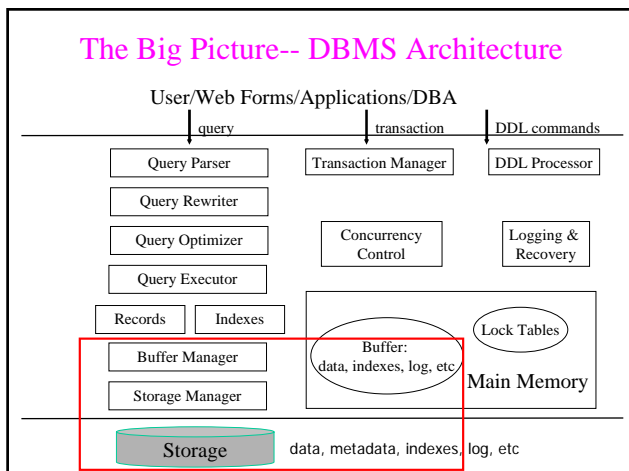 The Big Picture-- DBMS Architecture
User/Web Forms/Applications/DBA
query
transaction
DDL commands
Query Parser
Transaction Manager
DDL Processor
Query Rewriter
Query Optimizer
Concurrency
Control
Logging &
Recovery
Query Executor
Records
Indexes
Buffer Manager
Storage Manager
Buffer:
data, indexes, log, etc
Lock Tables
Main Memory
Storage
data, metadata, indexes, log, etc